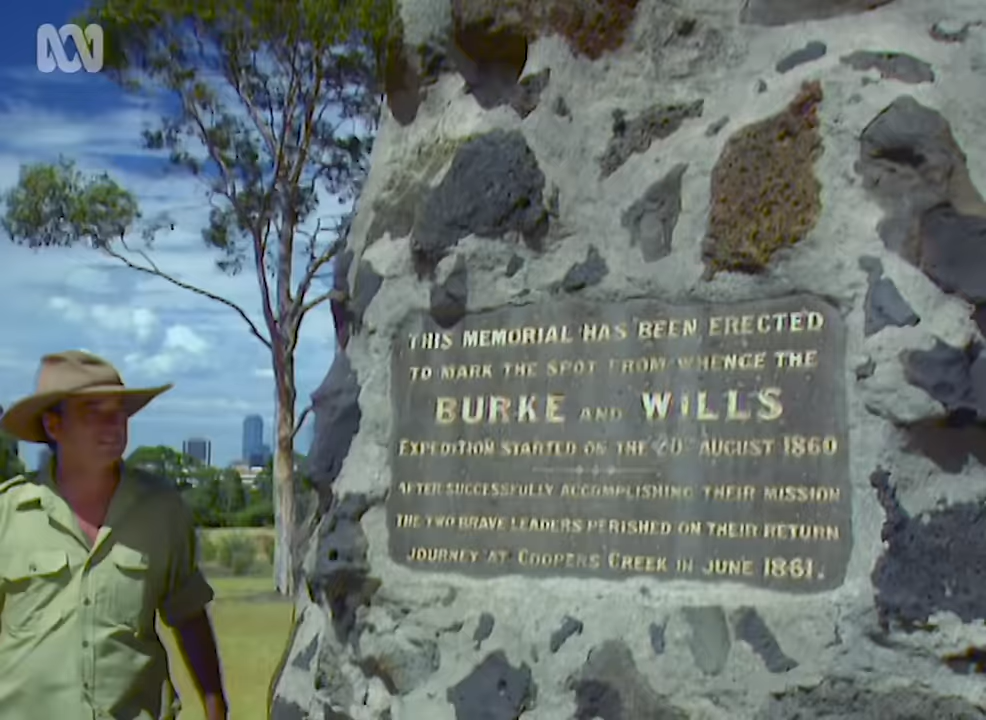 THIS MEMORIAL HAS BEEN ERECTED
TO MARK THE SPOT FROM WHENCE THE
BURKE AND WILLS
EXPEDITION STARTED ON THE 20TH AUGUST 1860
AFTER SUCCESSFULLY ACCOMPLISHING THEIR MISSION
THE TWO BRAVE LEADERS PERISHED ON THEIR RETURN
JOURNEY AT COOPERS CREEK IN JUNE 1861.